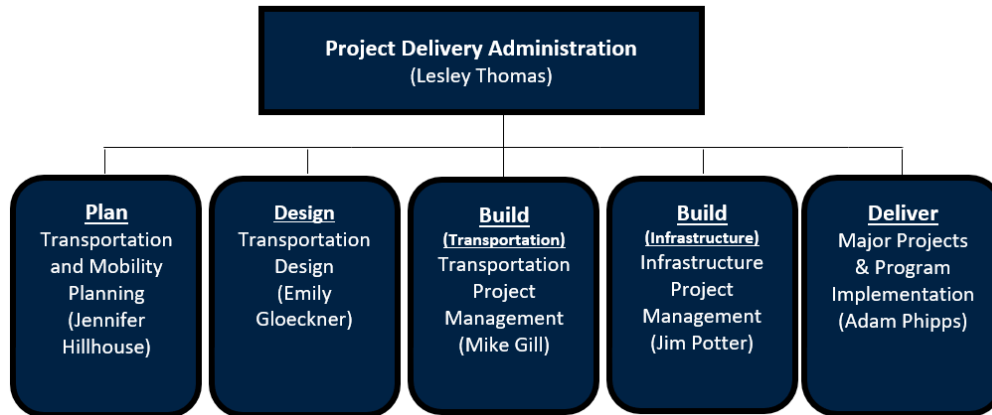 Project Delivery Administration
(Lesley Thomas)
Plan
Transportation
and Mobility
Planning
(Jennifer
Hillhouse)
Design
Transportation
Design
(Emily
Gloeckner)
Build
(Transportation)
Transportation
Project
Management
(Mike Gill)
Build
(Infrastructure)
Infrastructure
Project
Management
(Jim Potter)
Deliver
Major Projects
& Program
Implementation
(Adam Phipps)